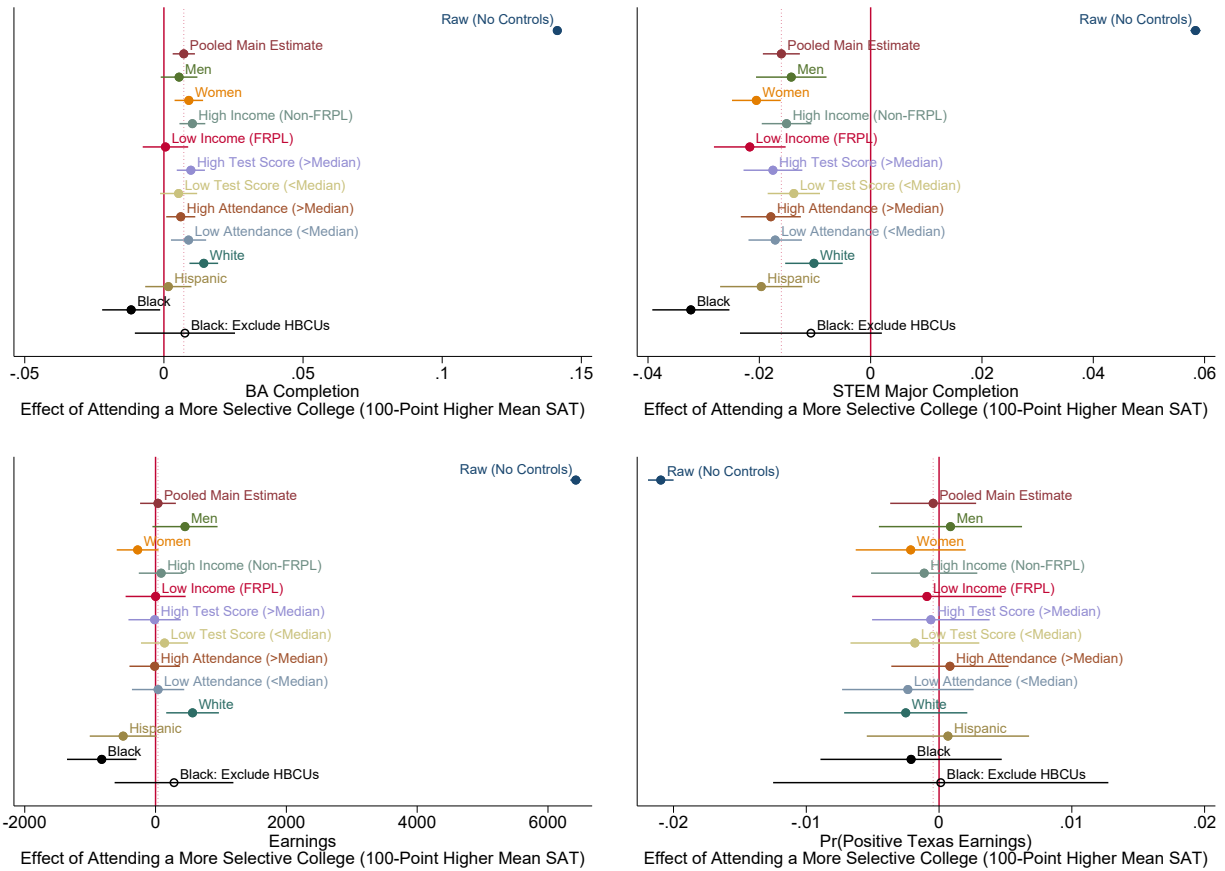 Raw (No Controls)
Pooled Main Estimate
Men
Women
High Income (Non-FRPL)
Low Income (FRPL)
High Test Score (>Median)
Low Test Score (<Median)
High Attendance (>Median)
Low Attendance (<Median)
White
Hispanic
Black
Black: Exclude HBCUs
-.05 0 .05 .1 .15
BA Completion
Effect of Attending a More Selective College (100-Point Higher Mean SAT)
Raw (No Controls)
Pooled Main Estimate
Men
Women
High Income (Non-FRPL)
Low Income (FRPL)
High Test Score (>Median)
Low Test Score (<Median)
High Attendance (>Median)
Low Attendance (<Median)
White
Hispanic
Black
Black: Exclude HBCUs
-.04 -.02 0 .02 .04 .06
STEM Major Completion
Effect of Attending a More Selective College (100-Point Higher Mean SAT)
Raw (No Controls)
Pooled Main Estimate
Men
Women
High Income (Non-FRPL)
Low Income (FRPL)
High Test Score (>Median)
Low Test Score (<Median)
High Attendance (>Median)
Low Attendance (<Median)
White
Hispanic
Black
Black: Exclude HBCUs
-2000 0 2000 4000 6000
Earnings
Effect of Attending a More Selective College (100-Point Higher Mean SAT)
Raw (No Controls)
Pooled Main Estimate
Men
Women
High Income (Non-FRPL)
Low Income (FRPL)
High Test Score (>Median)
Low Test Score (<Median)
High Attendance (>Median)
Low Attendance (<Median)
White
Hispanic
Black
Black: Exclude HBCUs
-.02 -.01 0 .01 .02
Pr(Positive Texas Earnings)
Effect of Attending a More Selective College (100-Point Higher Mean SAT)